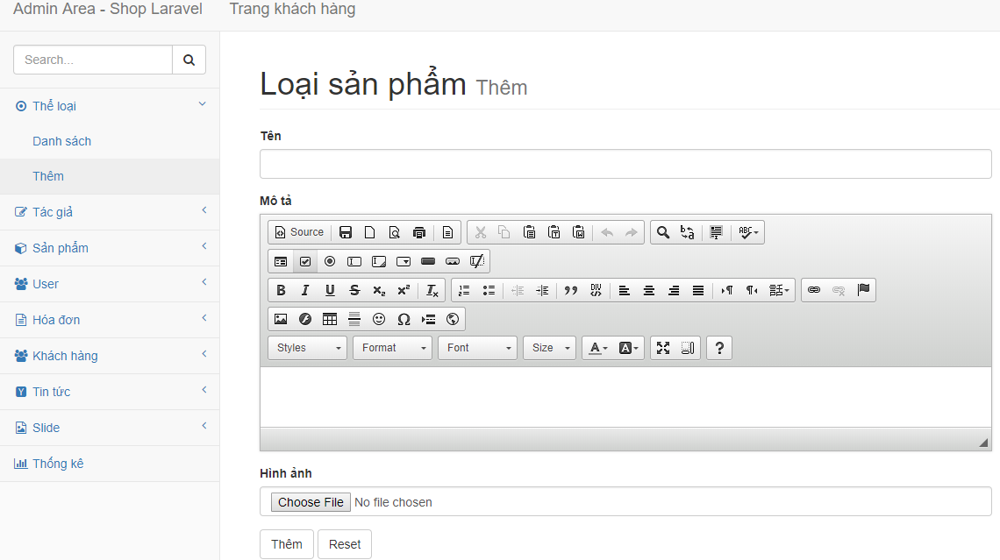 Admin Area - Shop Laravel Trang khách hàng
Search...
Thể loại
Danh sách
Thêm
Tác giả
Sản phẩm
User
Hóa đơn
Khách hàng
Tin tức
Slide
Thống kê
Loại sản phẩm Thêm
Tên
Mô tả
Source
Styles Format Font Size
Hình ảnh
Choose File No file chosen
Thêm Reset